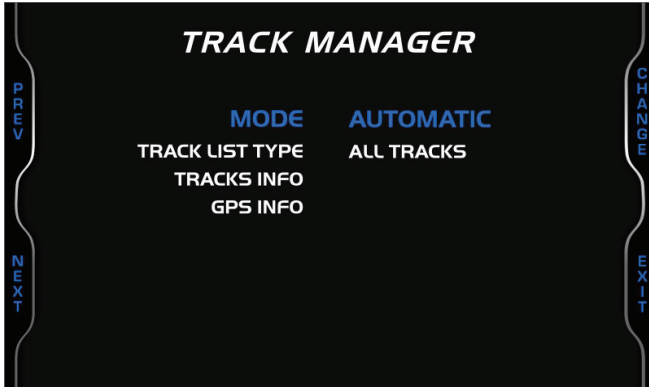 TRACK MANAGER
PREV
CHANGE
MODE AUTOMATIC
TRACK LIST TYPE ALL TRACKS
TRACKS INFO
GPS INFO
NEXT
EXIT